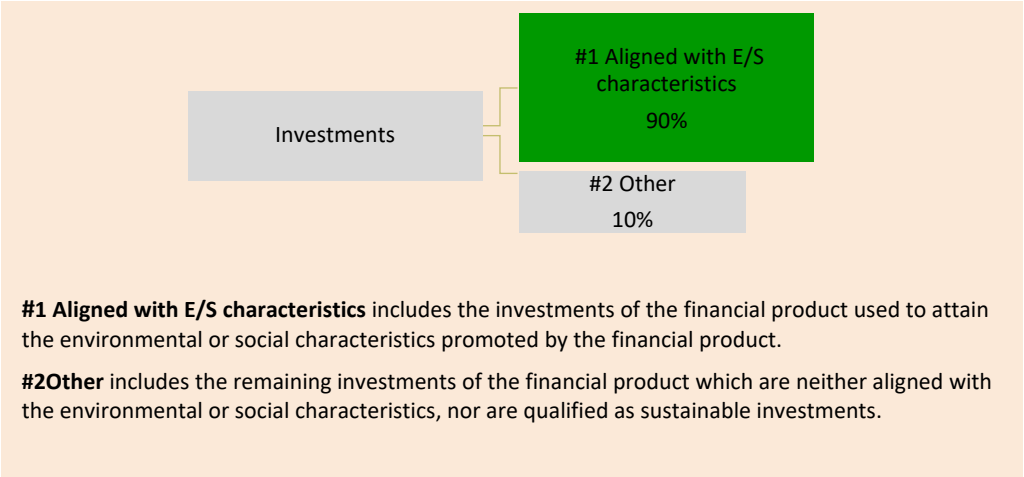 #1 Aligned with E/S
characteristics
90%
Investments
#2 Other
10%
#1 Aligned with E/S characteristics includes the investments of the financial product used to attain
the environmental or social characteristics promoted by the financial product.
#2Other includes the remaining investments of the financial product which are neither aligned with
the environmental or social characteristics, nor are qualified as sustainable investments.